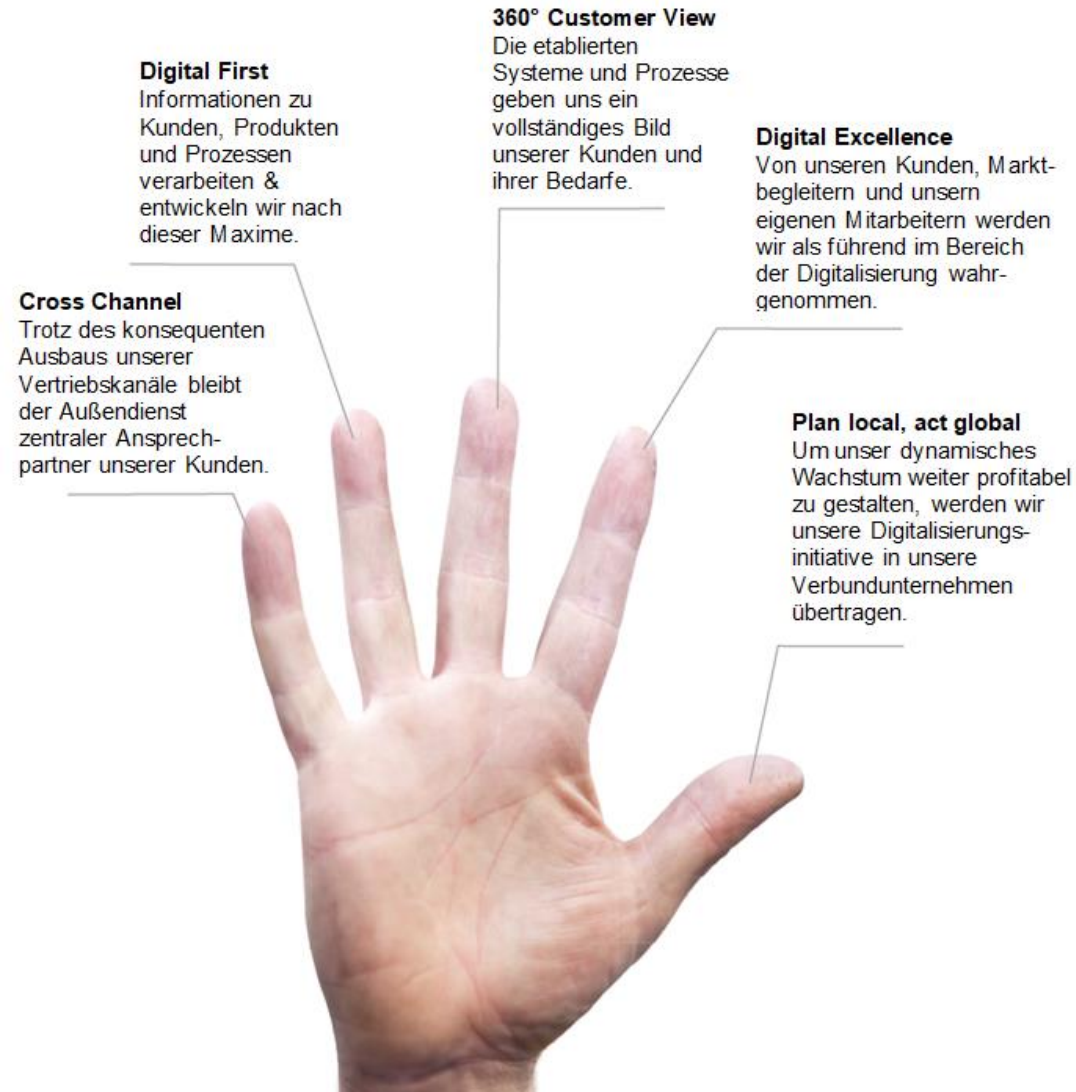 360° Customer View
Die etablierten
Systeme und Prozesse
geben uns ein
vollständiges Bild
unserer Kunden und
ihrer Bedarfe.
Digital First
Informationen zu
Kunden, Produkten
und Prozessen
verarbeiten &
entwickeln wir nach
dieser Maxime.
Digital Excellence
Von unseren Kunden, Markt-
begleitern und unsern
eigenen Mitarbeitern werden
wir als führend im Bereich
der Digitalisierung wahr-
genommen.
Cross Channel
Trotz des konsequenten
Ausbaus unserer
Vertriebskanäle bleibt
der Außendienst
zentraler Ansprech-
partner unserer Kunden.
Plan local, act global
Um unser dynamisches
Wachstum weiter profitabel
zu gestalten, werden wir
unsere Digitalisierungs-
initiative in unsere
Verbundunternehmen
übertragen.